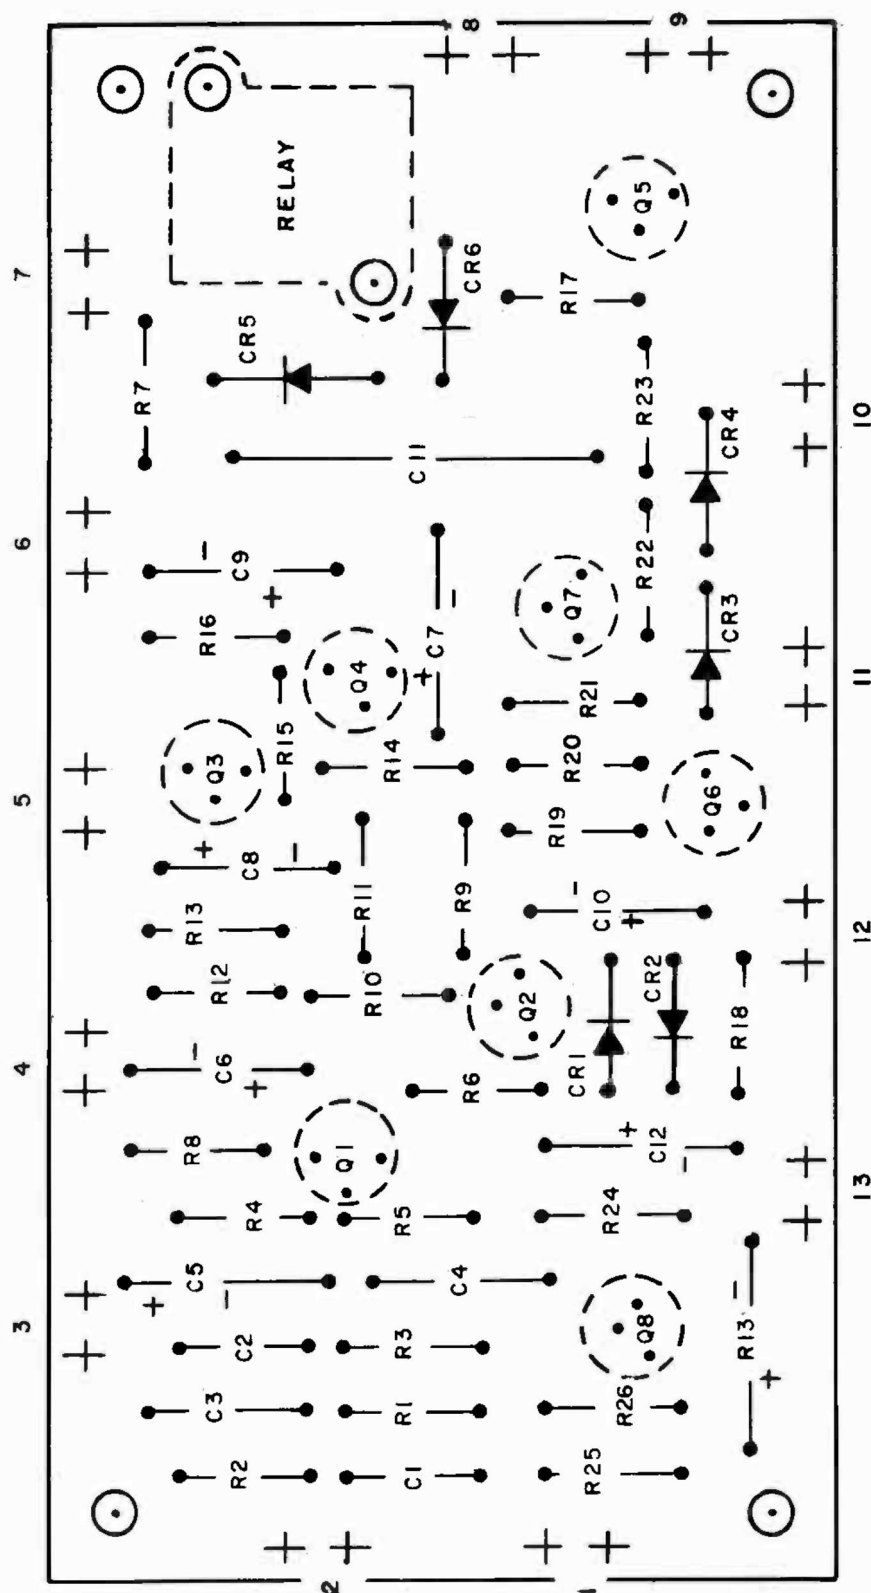 8
9
RELAY
Q5
7
CR6
R17
CR5
R7
R23
CR4
10
C11
6
−
C9
+
R22
C7
−
Q7
CR3
R16
Q4
+
11
R15
R21
5
Q3
R14
R20
Q6
R19
+
C8
−
R11
R9
−
C10
+
R13
12
R12
R10
Q2
CR2
CR1
R18
4
−
C6
+
R6
R8
Q1
+
C12
−
13
R4
R5
R24
C5
+
−
C4
3
C2
R3
Q8
−
R13
+
C3
R1
R26
R2
C1
R25
2
1